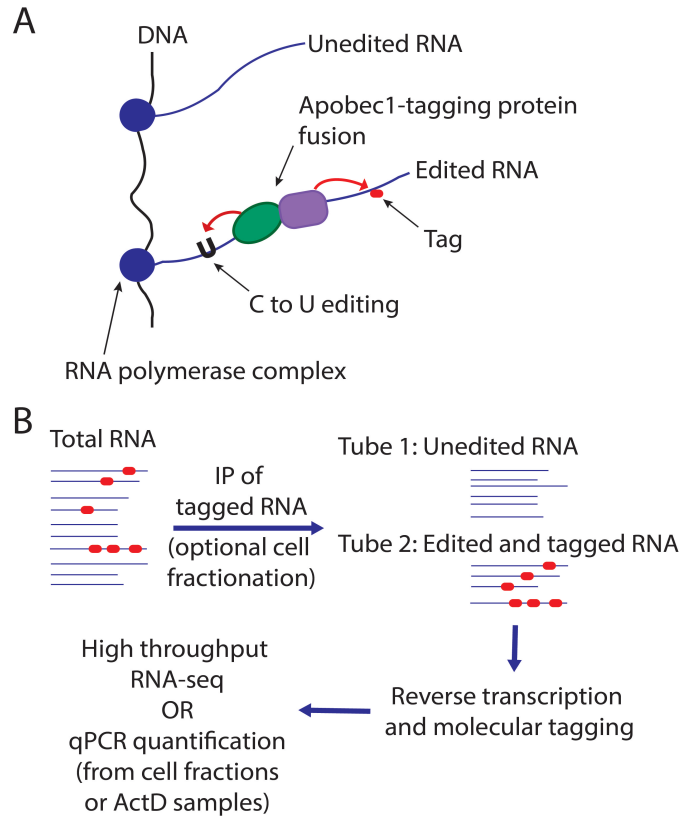 A
DNA
Unedited RNA
Apobec1-tagging protein
fusion
Edited RNA
Tag
U
C to U editing
RNA polymerase complex
B
Total RNA
IP of
tagged RNA
(optional cell
fractionation)
Tube 1: Unedited RNA
Tube 2: Edited and tagged RNA
Reverse transcription
and molecular tagging
High throughput
RNA-seq
OR
qPCR quantification
(from cell fractions
or ActD samples)